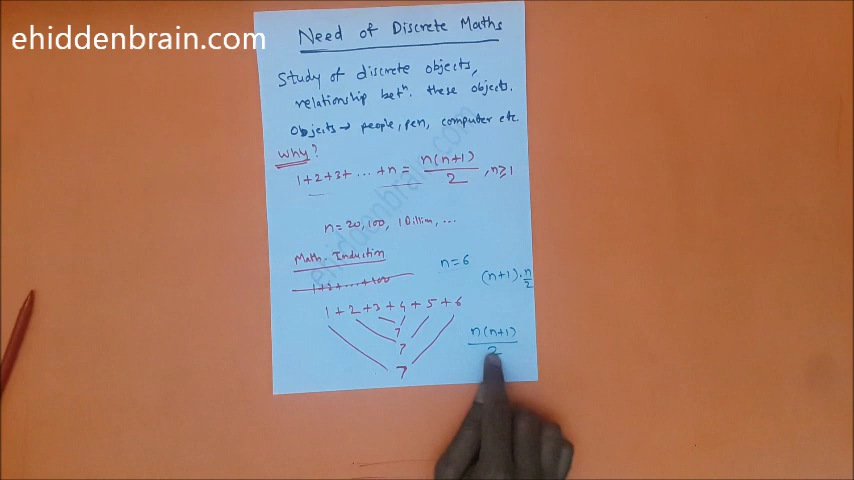 ehiddenbrain.com
Need of Discrete Maths
Study of discrete objects,
relationship betn. these objects.
Objects → people, pen, computer etc.
Why?
1+2+3+ ... +n = n(n+1)/2 , n≥1
n=20, 100, 1 Billion, ...
Math. Induction
n=6
(n+1).n/2
1+2+...+100
1+2+3+4+5+6
7
7
7
n(n+1)/2
ehiddenbrain.com